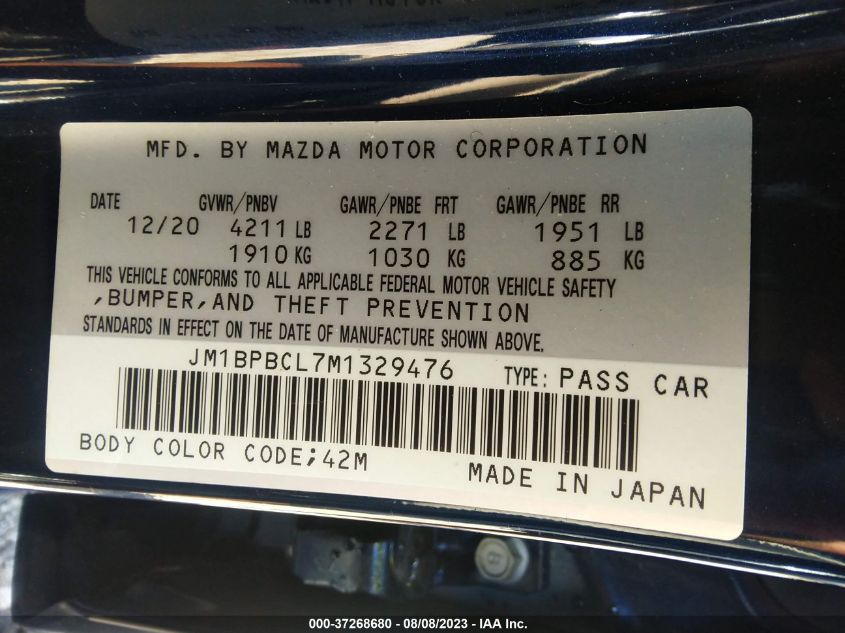 MFD. BY MAZDA MOTOR CORPORATION
DATE GVWR/PNBV GAWR/PNBE FRT GAWR/PNBE RR
12/20 4211 LB 2271 LB 1951 LB
1910 KG 1030 KG 885 KG
THIS VEHICLE CONFORMS TO ALL APPLICABLE FEDERAL MOTOR VEHICLE SAFETY
,BUMPER,AND THEFT PREVENTION
STANDARDS IN EFFECT ON THE DATE OF MANUFACTURE SHOWN ABOVE.
JM1BPBCL7M1329476 TYPE: PASS CAR
BODY COLOR CODE;42M
MADE IN JAPAN
000-37268680 - 08/08/2023 - IAA Inc.